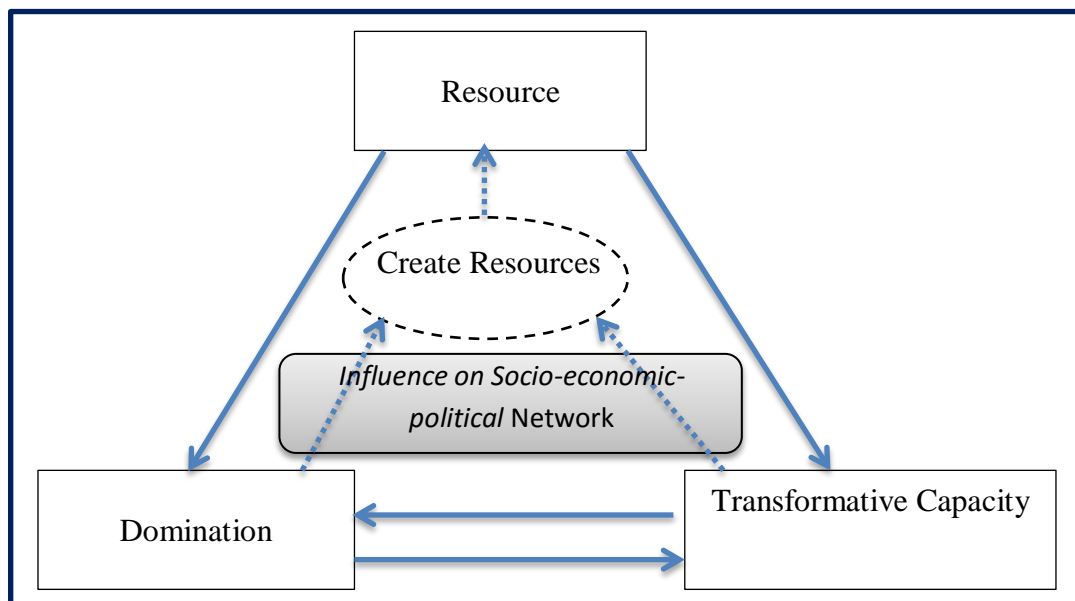 Resource
Create Resources
Influence on Socio-economic-
political Network
Transformative Capacity
Domination